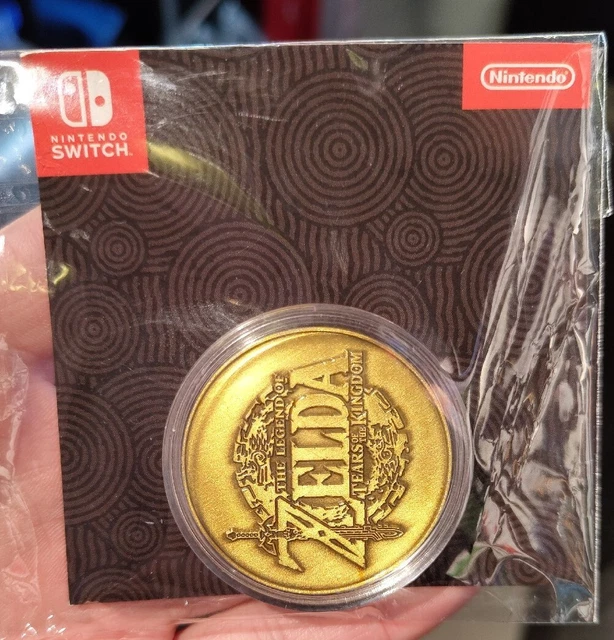 NINTENDO
SWITCH
Nintendo
THE LEGEND OF
ZELDA
TEARS OF THE KINGDOM